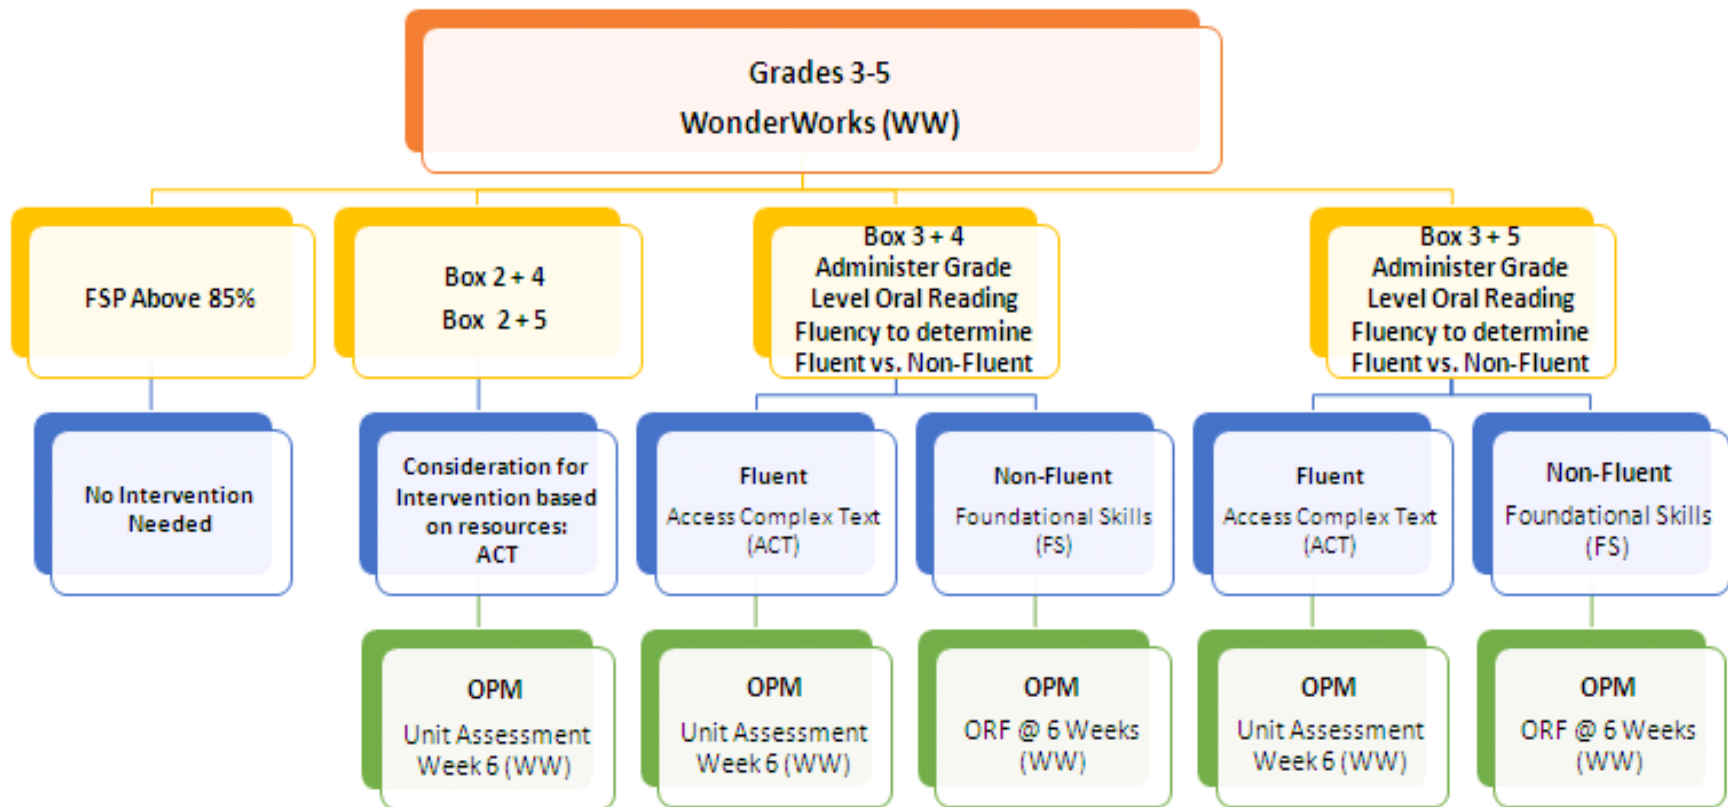 Grades 3-5
WonderWorks (WW)
FSP Above 85%
Box 2 + 4
Box 2 + 5
Box 3 + 4
Administer Grade
Level Oral Reading
Fluency to determine
Fluent vs. Non-Fluent
Box 3 + 5
Administer Grade
Level Oral Reading
Fluency to determine
Fluent vs. Non-Fluent
No Intervention
Needed
Consideration for
Intervention based
on resources:
ACT
Fluent
Access Complex Text
(ACT)
Non-Fluent
Foundational Skills
(FS)
Fluent
Access Complex Text
(ACT)
Non-Fluent
Foundational Skills
(FS)
OPM
Unit Assessment
Week 6 (WW)
OPM
Unit Assessment
Week 6 (WW)
OPM
ORF @ 6 Weeks
(WW)
OPM
Unit Assessment
Week 6 (WW)
OPM
ORF @ 6 Weeks
(WW)